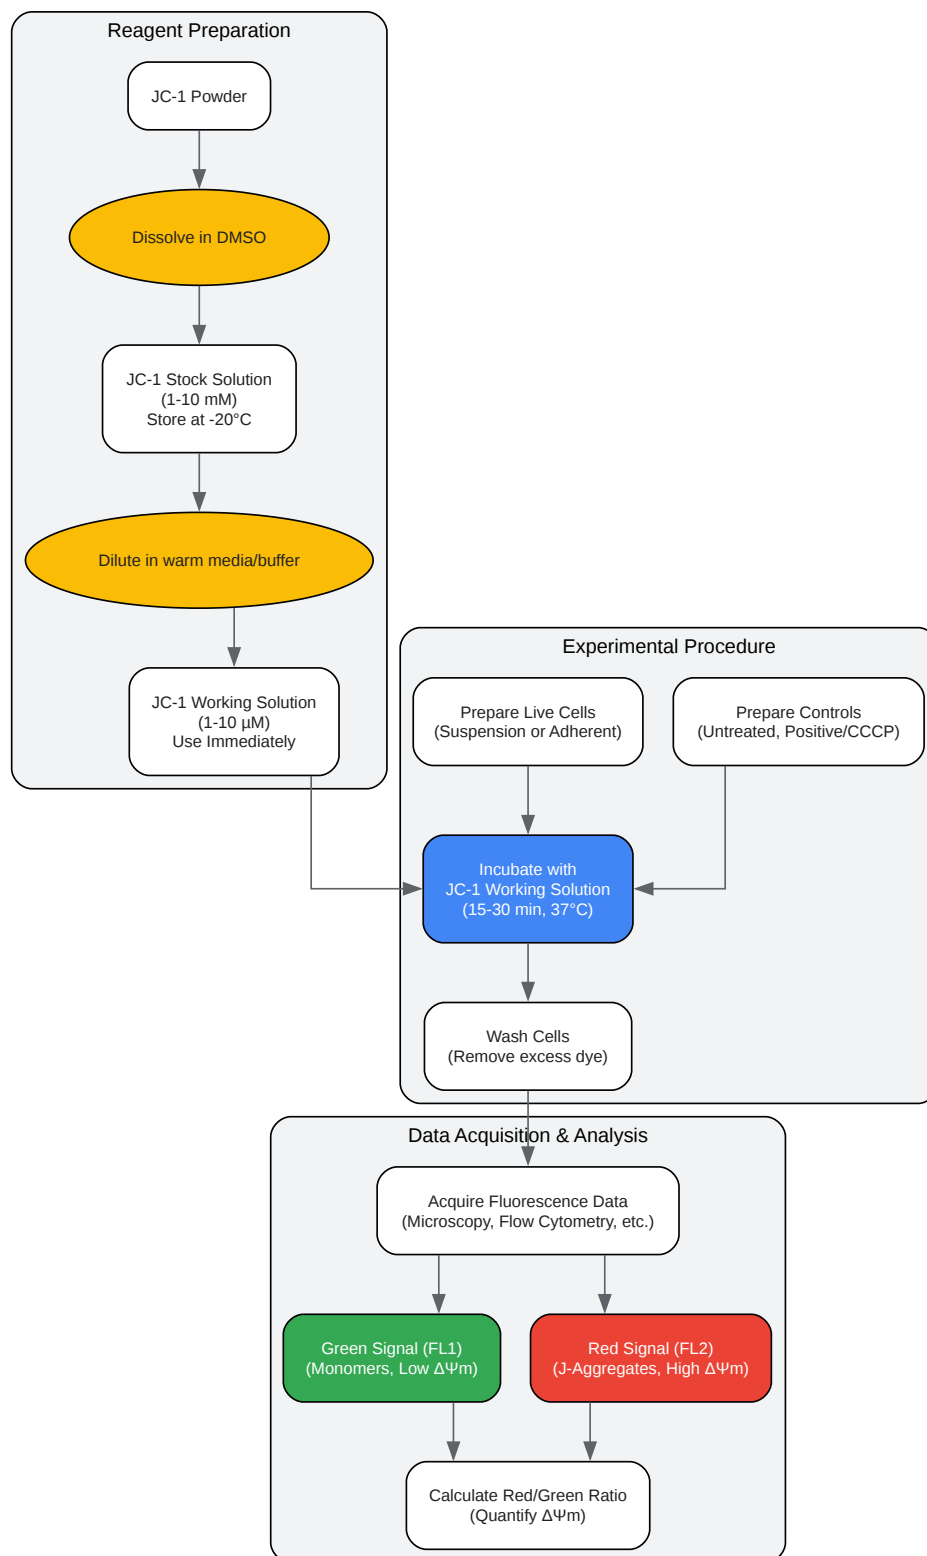 Reagent Preparation
JC-1 Powder
Dissolve in DMSO
JC-1 Stock Solution
(1-10 mM)
Store at -20°C
Dilute in warm media/buffer
JC-1 Working Solution
(1-10 µM)
Use Immediately
Experimental Procedure
Prepare Live Cells
(Suspension or Adherent)
Prepare Controls
(Untreated, Positive/CCCP)
Incubate with
JC-1 Working Solution
(15-30 min, 37°C)
Wash Cells
(Remove excess dye)
Data Acquisition & Analysis
Acquire Fluorescence Data
(Microscopy, Flow Cytometry, etc.)
Green Signal (FL1)
(Monomers, Low ΔΨm)
Red Signal (FL2)
(J-Aggregates, High ΔΨm)
Calculate Red/Green Ratio
(Quantify ΔΨm)